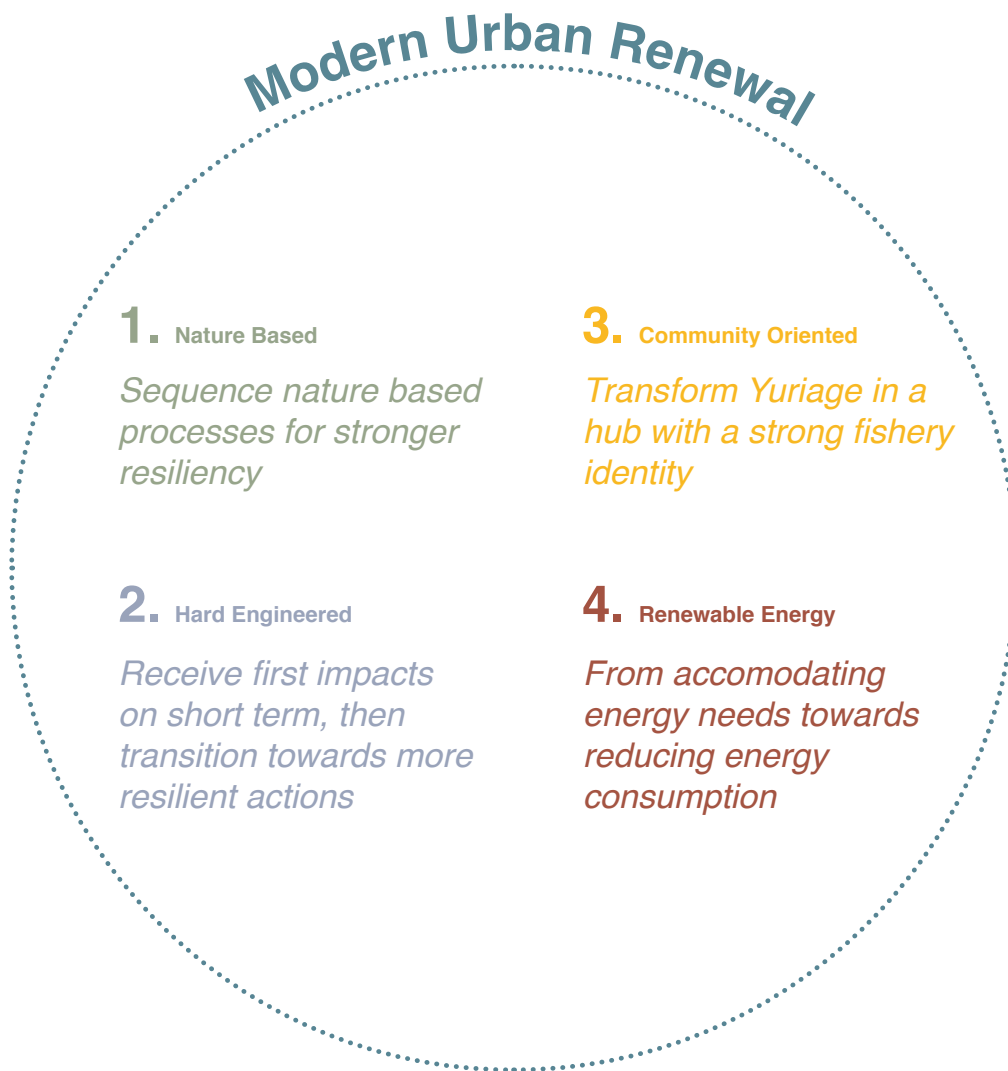 Modern Urban Renewal
1. Nature Based
Sequence nature based
processes for stronger
resiliency
2. Hard Engineered
Receive first impacts
on short term, then
transition towards more
resilient actions
3. Community Oriented
Transform Yuriage in a
hub with a strong fishery
identity
4. Renewable Energy
From accomodating
energy needs towards
reducing energy
consumption